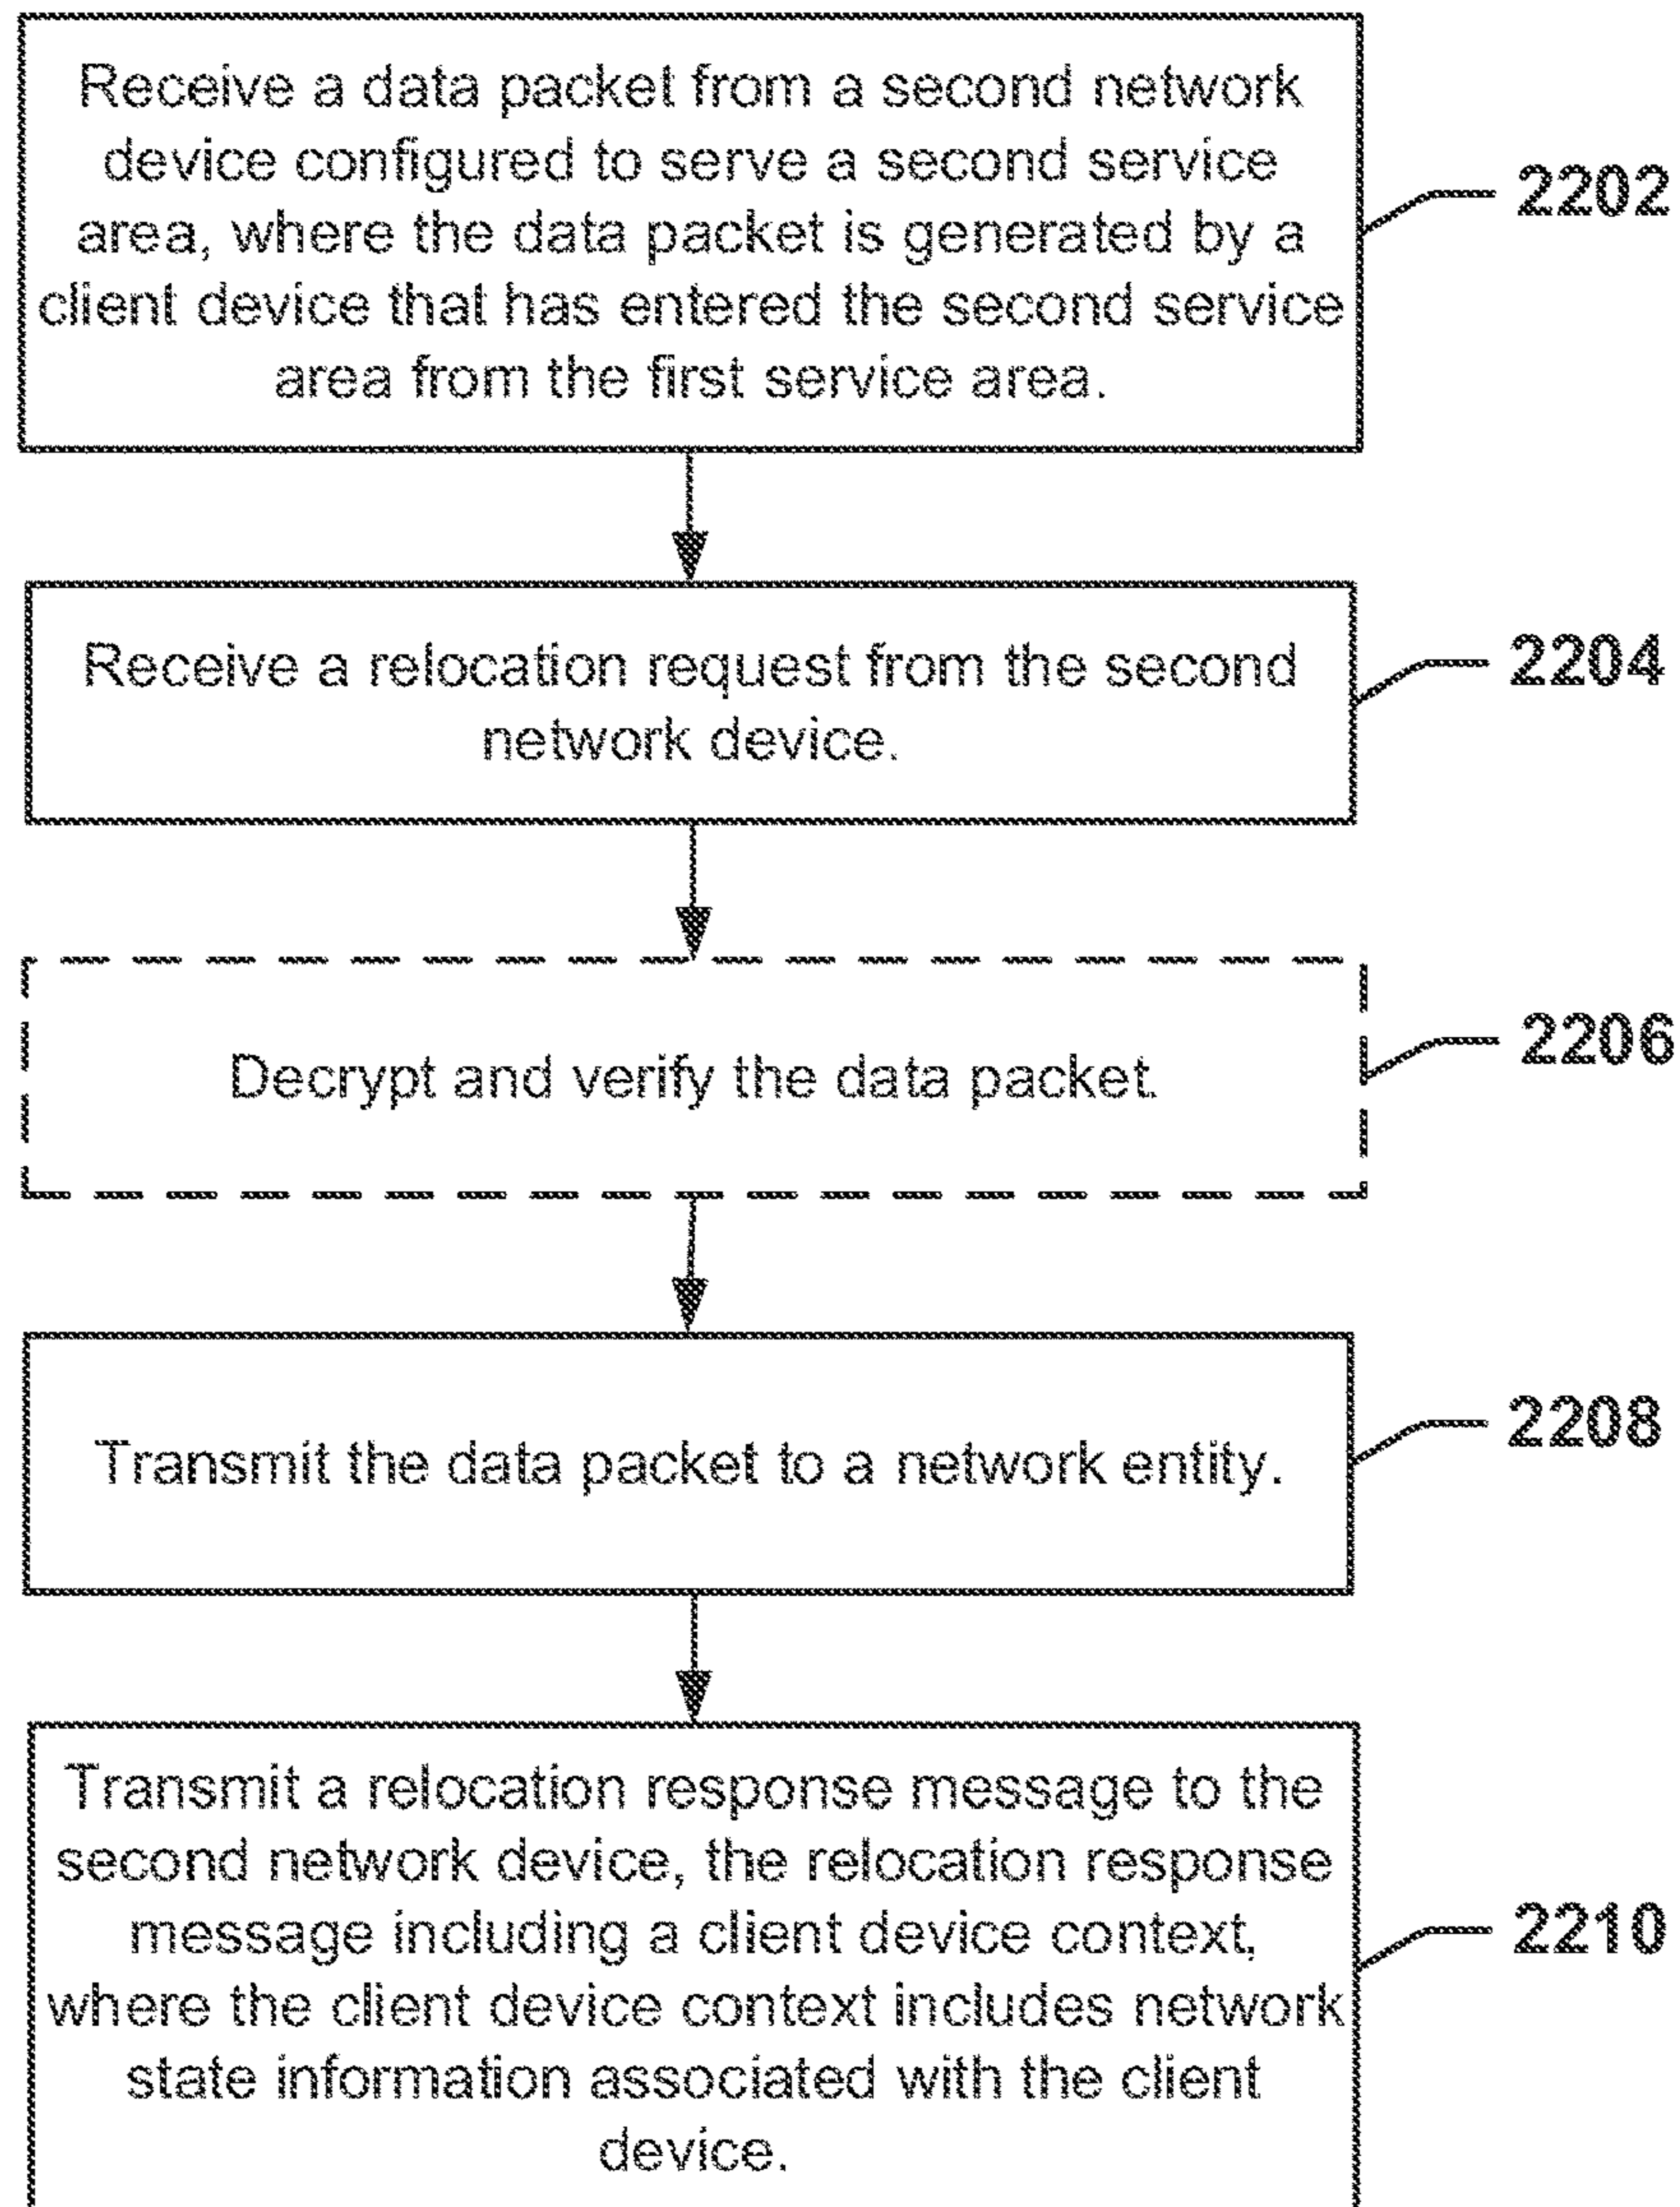 Receive a data packet from a second network
device configured to serve a second service
area, where the data packet is generated by a
client device that has entered the second service
area from the first service area.
2202
Receive a relocation request from the second
network device.
2204
Decrypt and verify the data packet.
2206
Transmit the data packet to a network entity.
2208
Transmit a relocation response message to the
second network device, the relocation response
message including a client device context,
where the client device context includes network
state information associated with the client
device.
2210